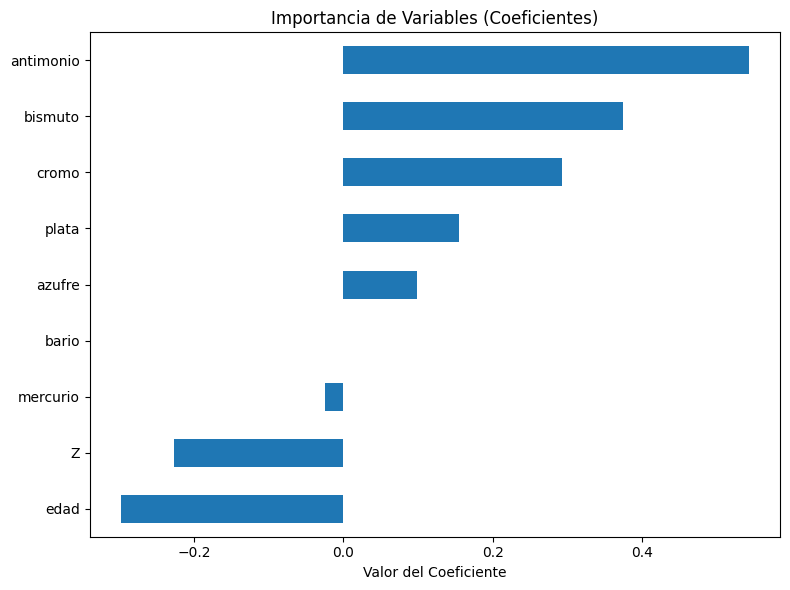 Importancia de Variables (Coeficientes)
antimonio
bismuto
cromo
plata
azufre
bario
mercurio
Z
edad
−0.2 0.0 0.2 0.4
Valor del Coeficiente